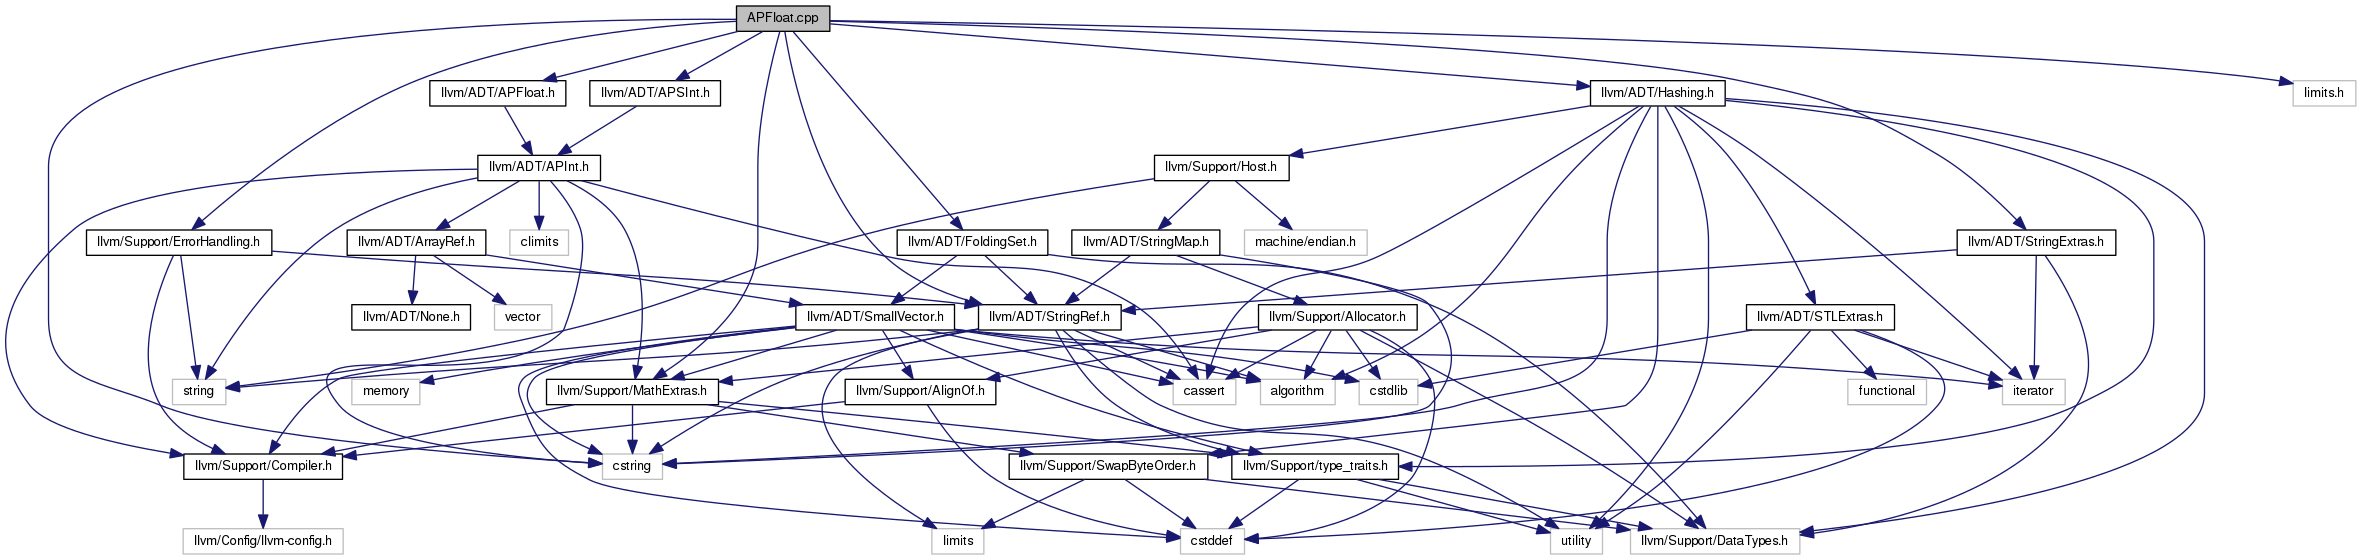 APFloat.cpp
llvm/ADT/APFloat.h
llvm/ADT/APSInt.h
llvm/ADT/Hashing.h
limits.h
llvm/ADT/APInt.h
llvm/Support/Host.h
llvm/Support/ErrorHandling.h
llvm/ADT/ArrayRef.h
climits
llvm/ADT/FoldingSet.h
llvm/ADT/StringMap.h
machine/endian.h
llvm/ADT/StringExtras.h
llvm/ADT/None.h
vector
llvm/ADT/SmallVector.h
llvm/ADT/StringRef.h
llvm/Support/Allocator.h
llvm/ADT/STLExtras.h
string
memory
llvm/Support/MathExtras.h
llvm/Support/AlignOf.h
cassert
algorithm
cstdlib
functional
iterator
llvm/Support/Compiler.h
cstring
llvm/Support/SwapByteOrder.h
llvm/Support/type_traits.h
llvm/Config/llvm-config.h
limits
cstddef
utility
llvm/Support/DataTypes.h